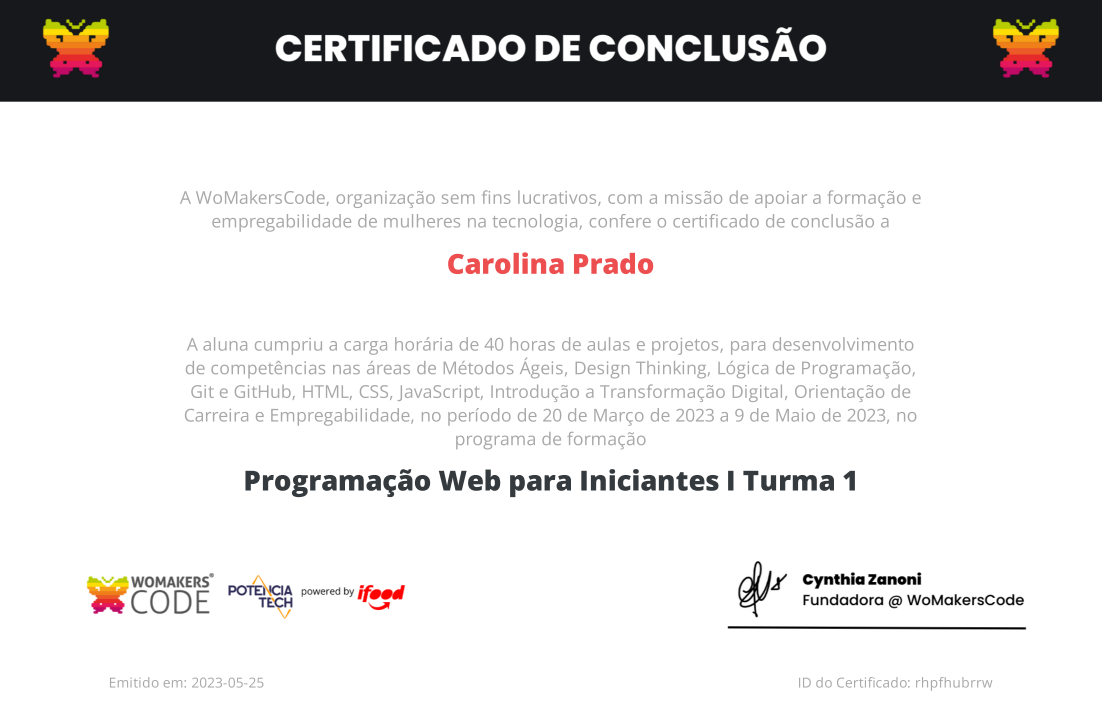 CERTIFICADO DE CONCLUSÃO
A WoMakersCode, organização sem fins lucrativos, com a missão de apoiar a formação e
empregabilidade de mulheres na tecnologia, confere o certificado de conclusão a
Carolina Prado
A aluna cumpriu a carga horária de 40 horas de aulas e projetos, para desenvolvimento
de competências nas áreas de Métodos Ágeis, Design Thinking, Lógica de Programação,
Git e GitHub, HTML, CSS, JavaScript, Introdução a Transformação Digital, Orientação de
Carreira e Empregabilidade, no período de 20 de Março de 2023 a 9 de Maio de 2023, no
programa de formação
Programação Web para Iniciantes I Turma 1
WOMAKERS®
CODE
POTÊNCIA
TECH
powered by ifood
Cynthia Zanoni
Fundadora @ WoMakersCode
Emitido em: 2023-05-25
ID do Certificado: rhpfhubrrw